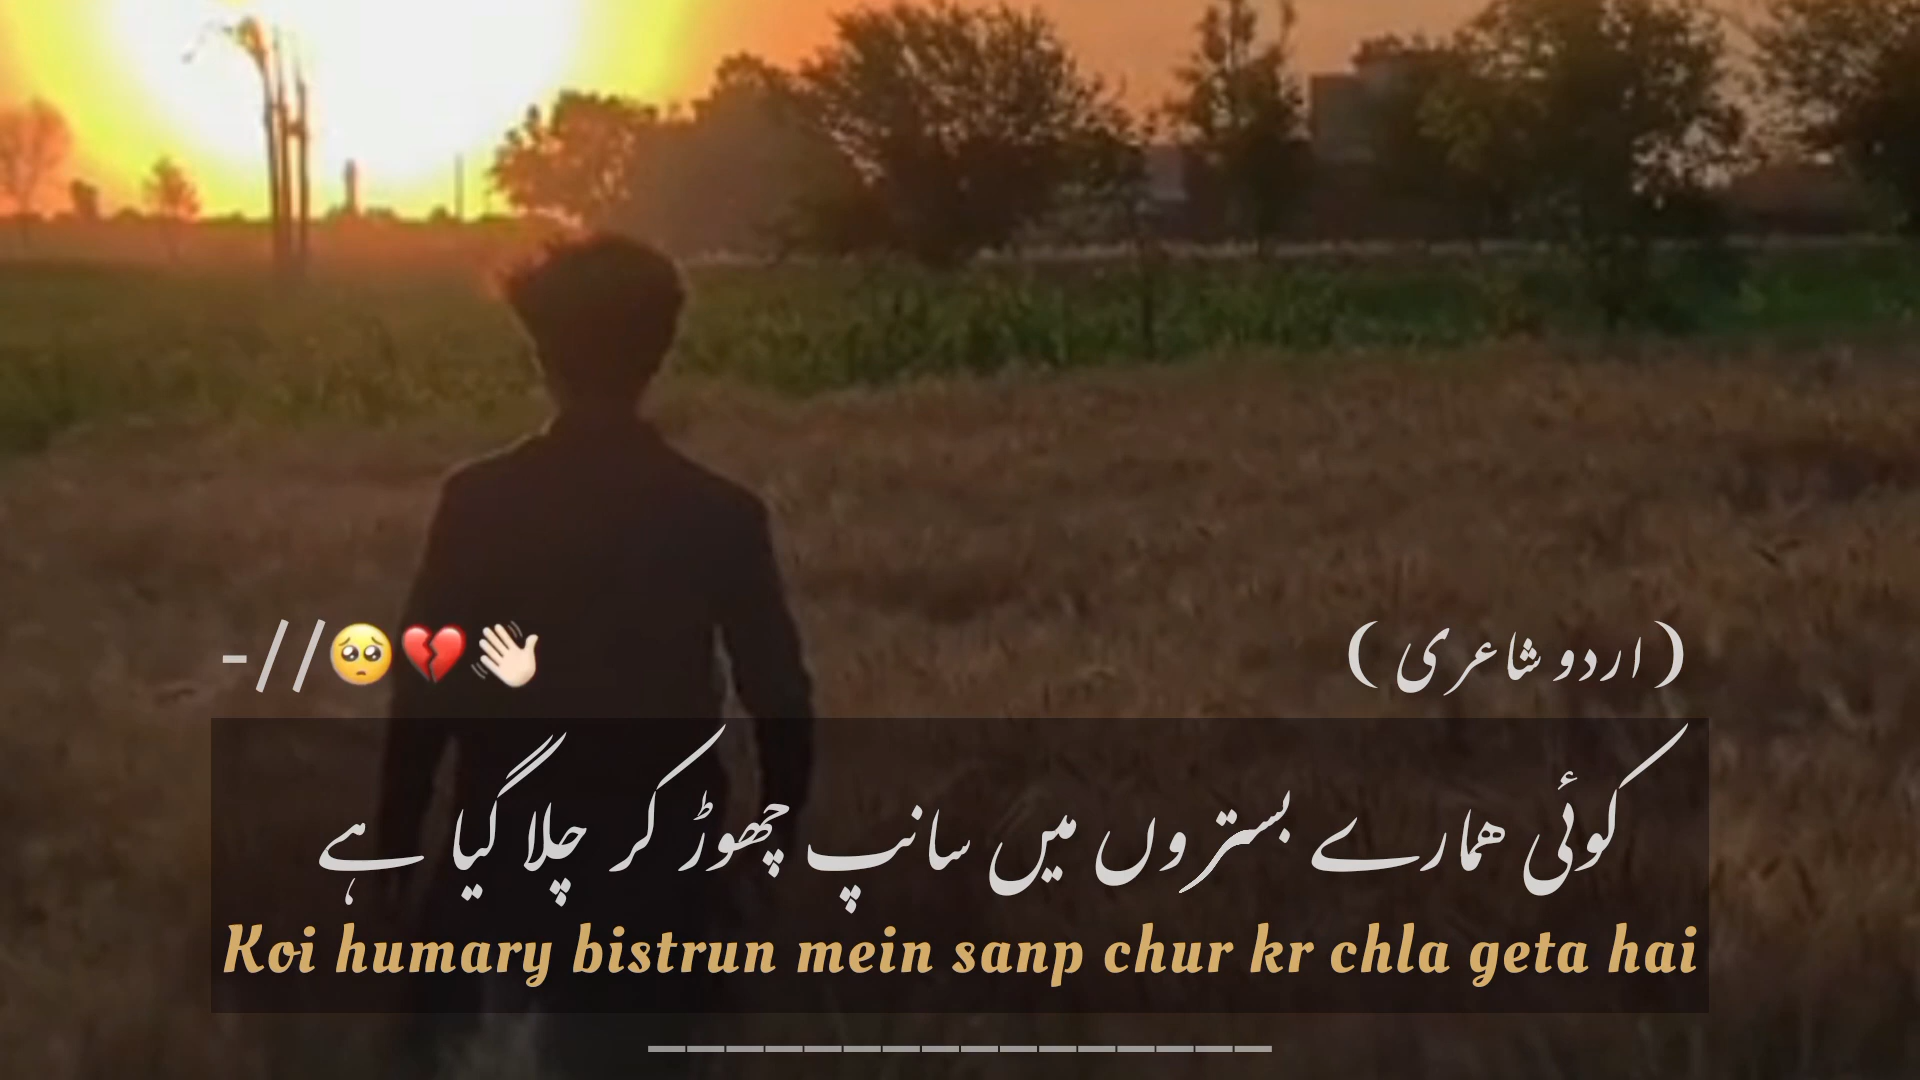 ( اردو شاعری )
-//🥺💔👋🏻
کوئی ھمارے بستروں میں سانپ چھوڑ کر چلا گیا ہے
Koi humary bistrun mein sanp chur kr chla geta hai
________________